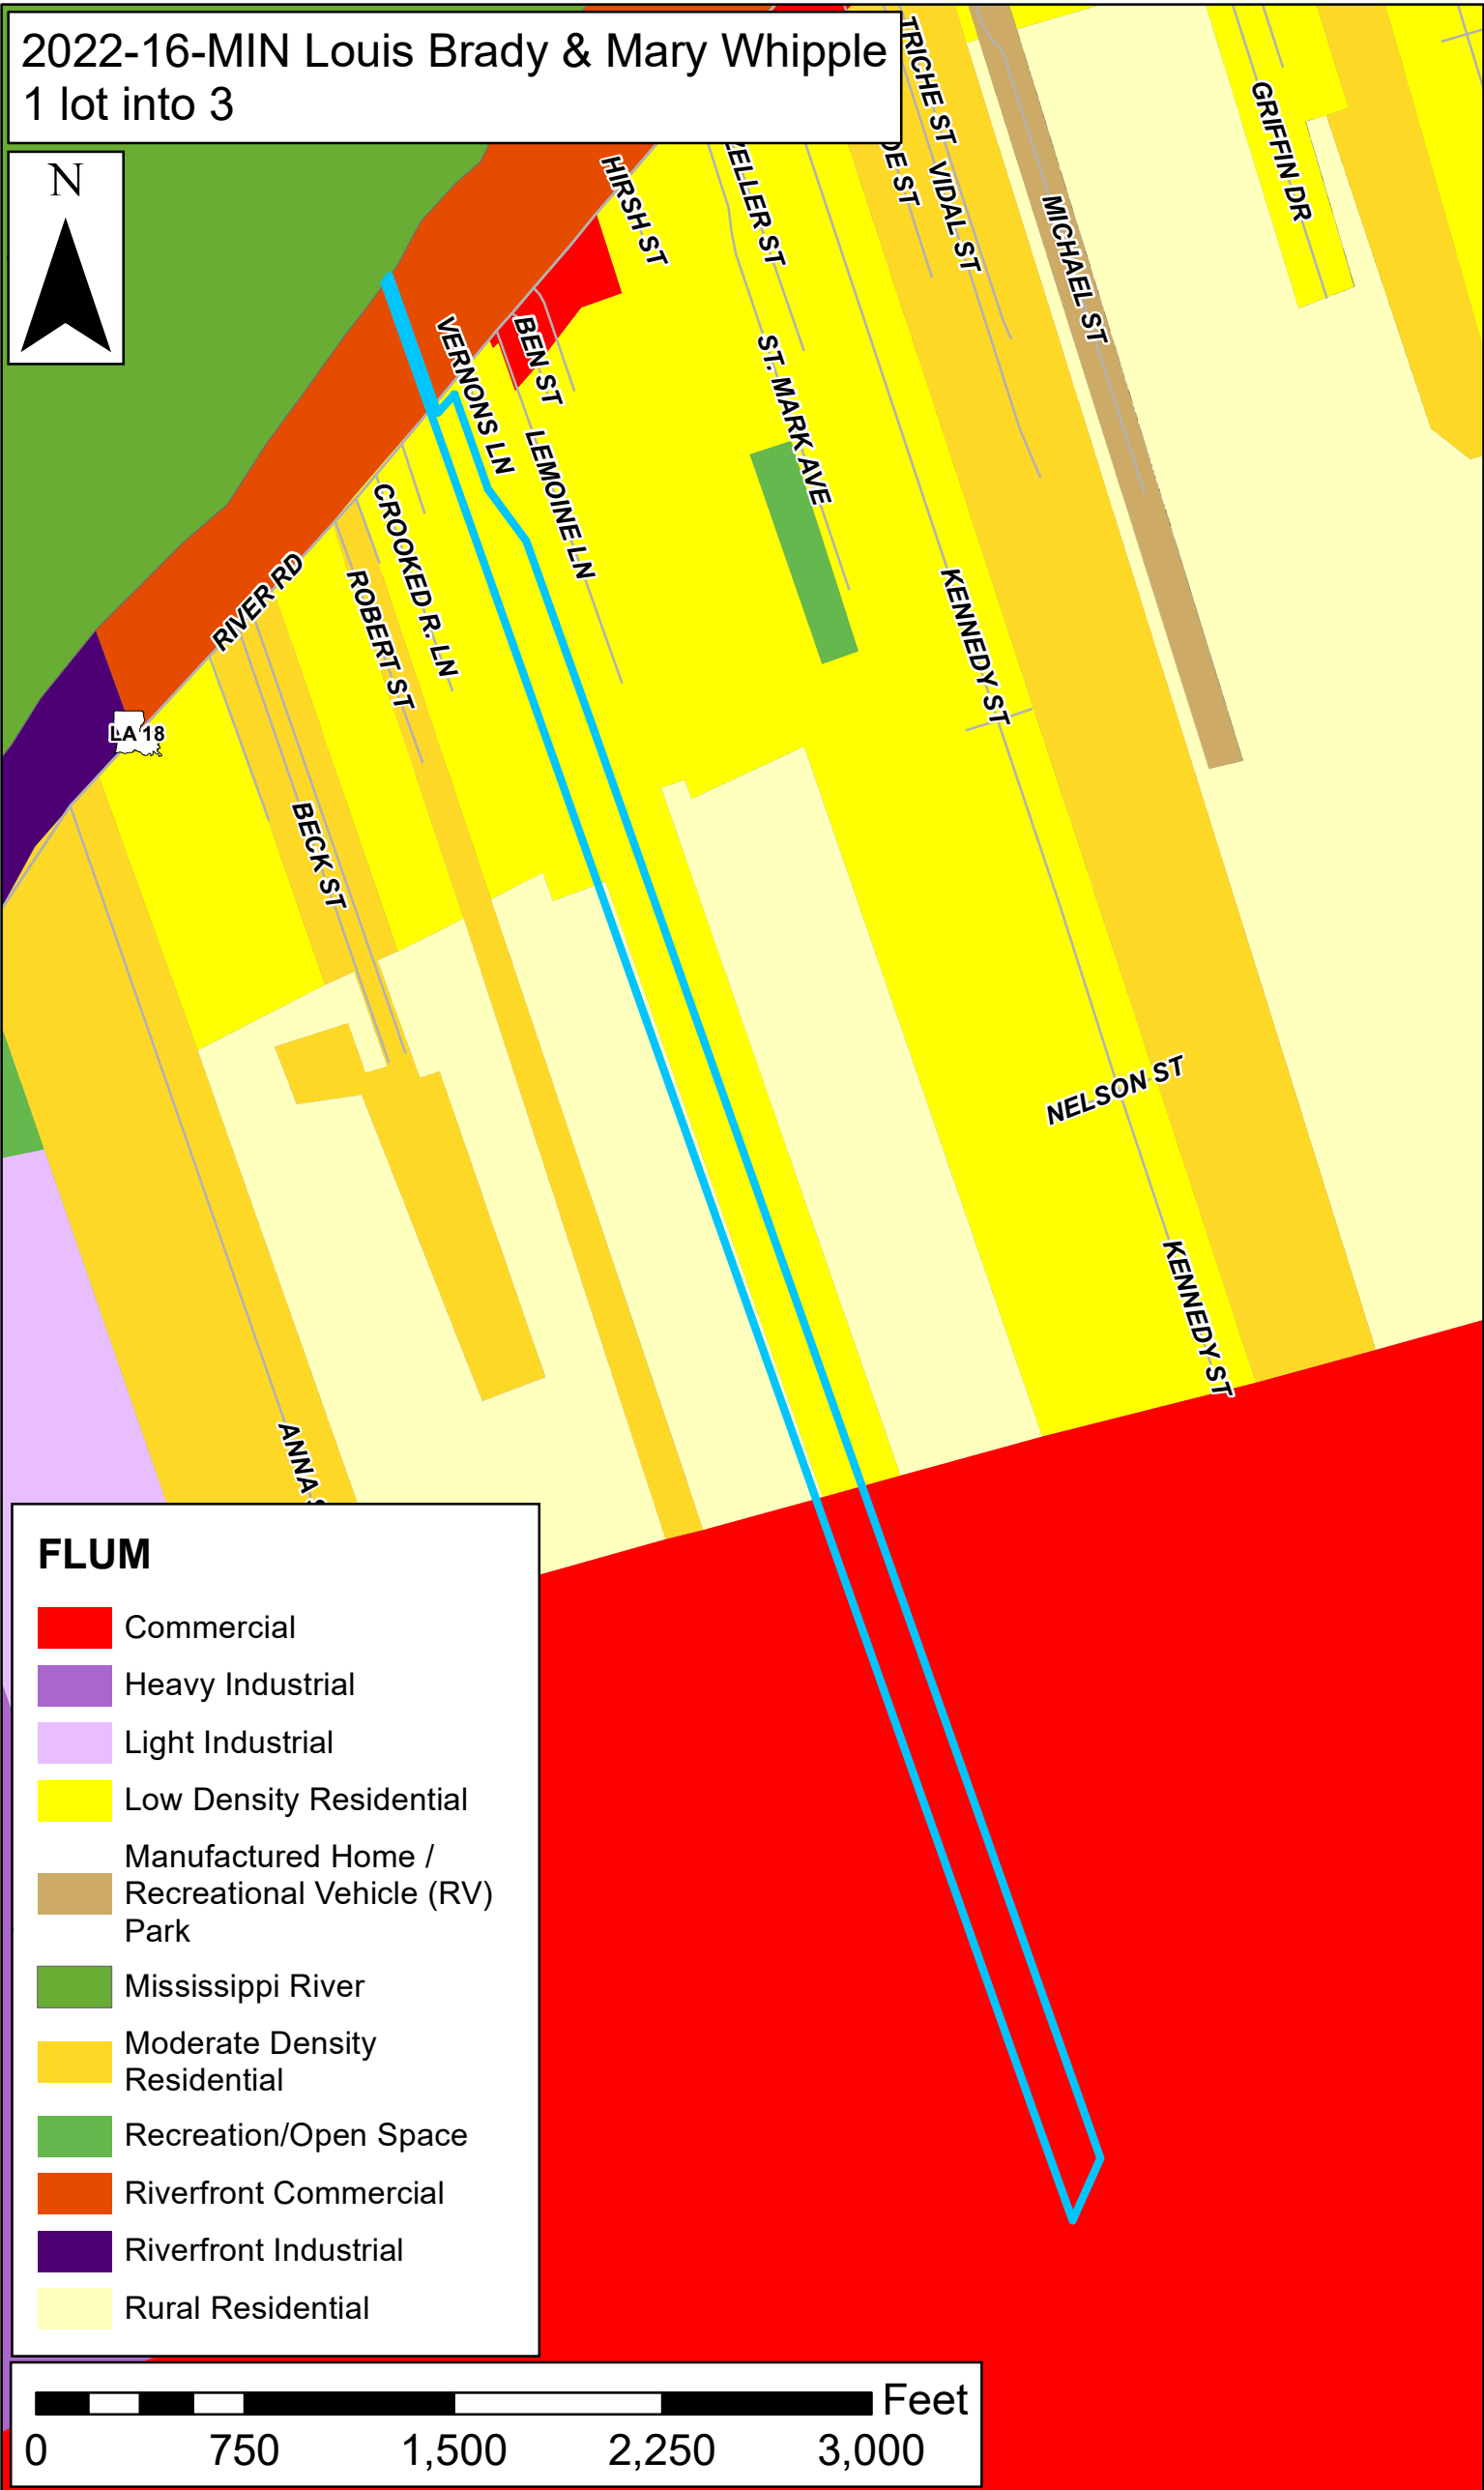 2022-16-MIN Louis Brady & Mary Whipple
1 lot into 3
N
TRICHE ST
VIDAL ST
MICHAEL ST
GRIFFIN DR
HIRSH ST
ZELLER ST
VERNONS LN
BEN ST
LEMOINE LN
ST. MARK AVE
CROOKED R. LN
ROBERT ST
RIVER RD
KENNEDY ST
LA 18
BECK ST
NELSON ST
KENNEDY ST
ANNA
FLUM
Commercial
Heavy Industrial
Light Industrial
Low Density Residential
Manufactured Home /
Recreational Vehicle (RV)
Park
Mississippi River
Moderate Density
Residential
Recreation/Open Space
Riverfront Commercial
Riverfront Industrial
Rural Residential
Feet
0 750 1,500 2,250 3,000